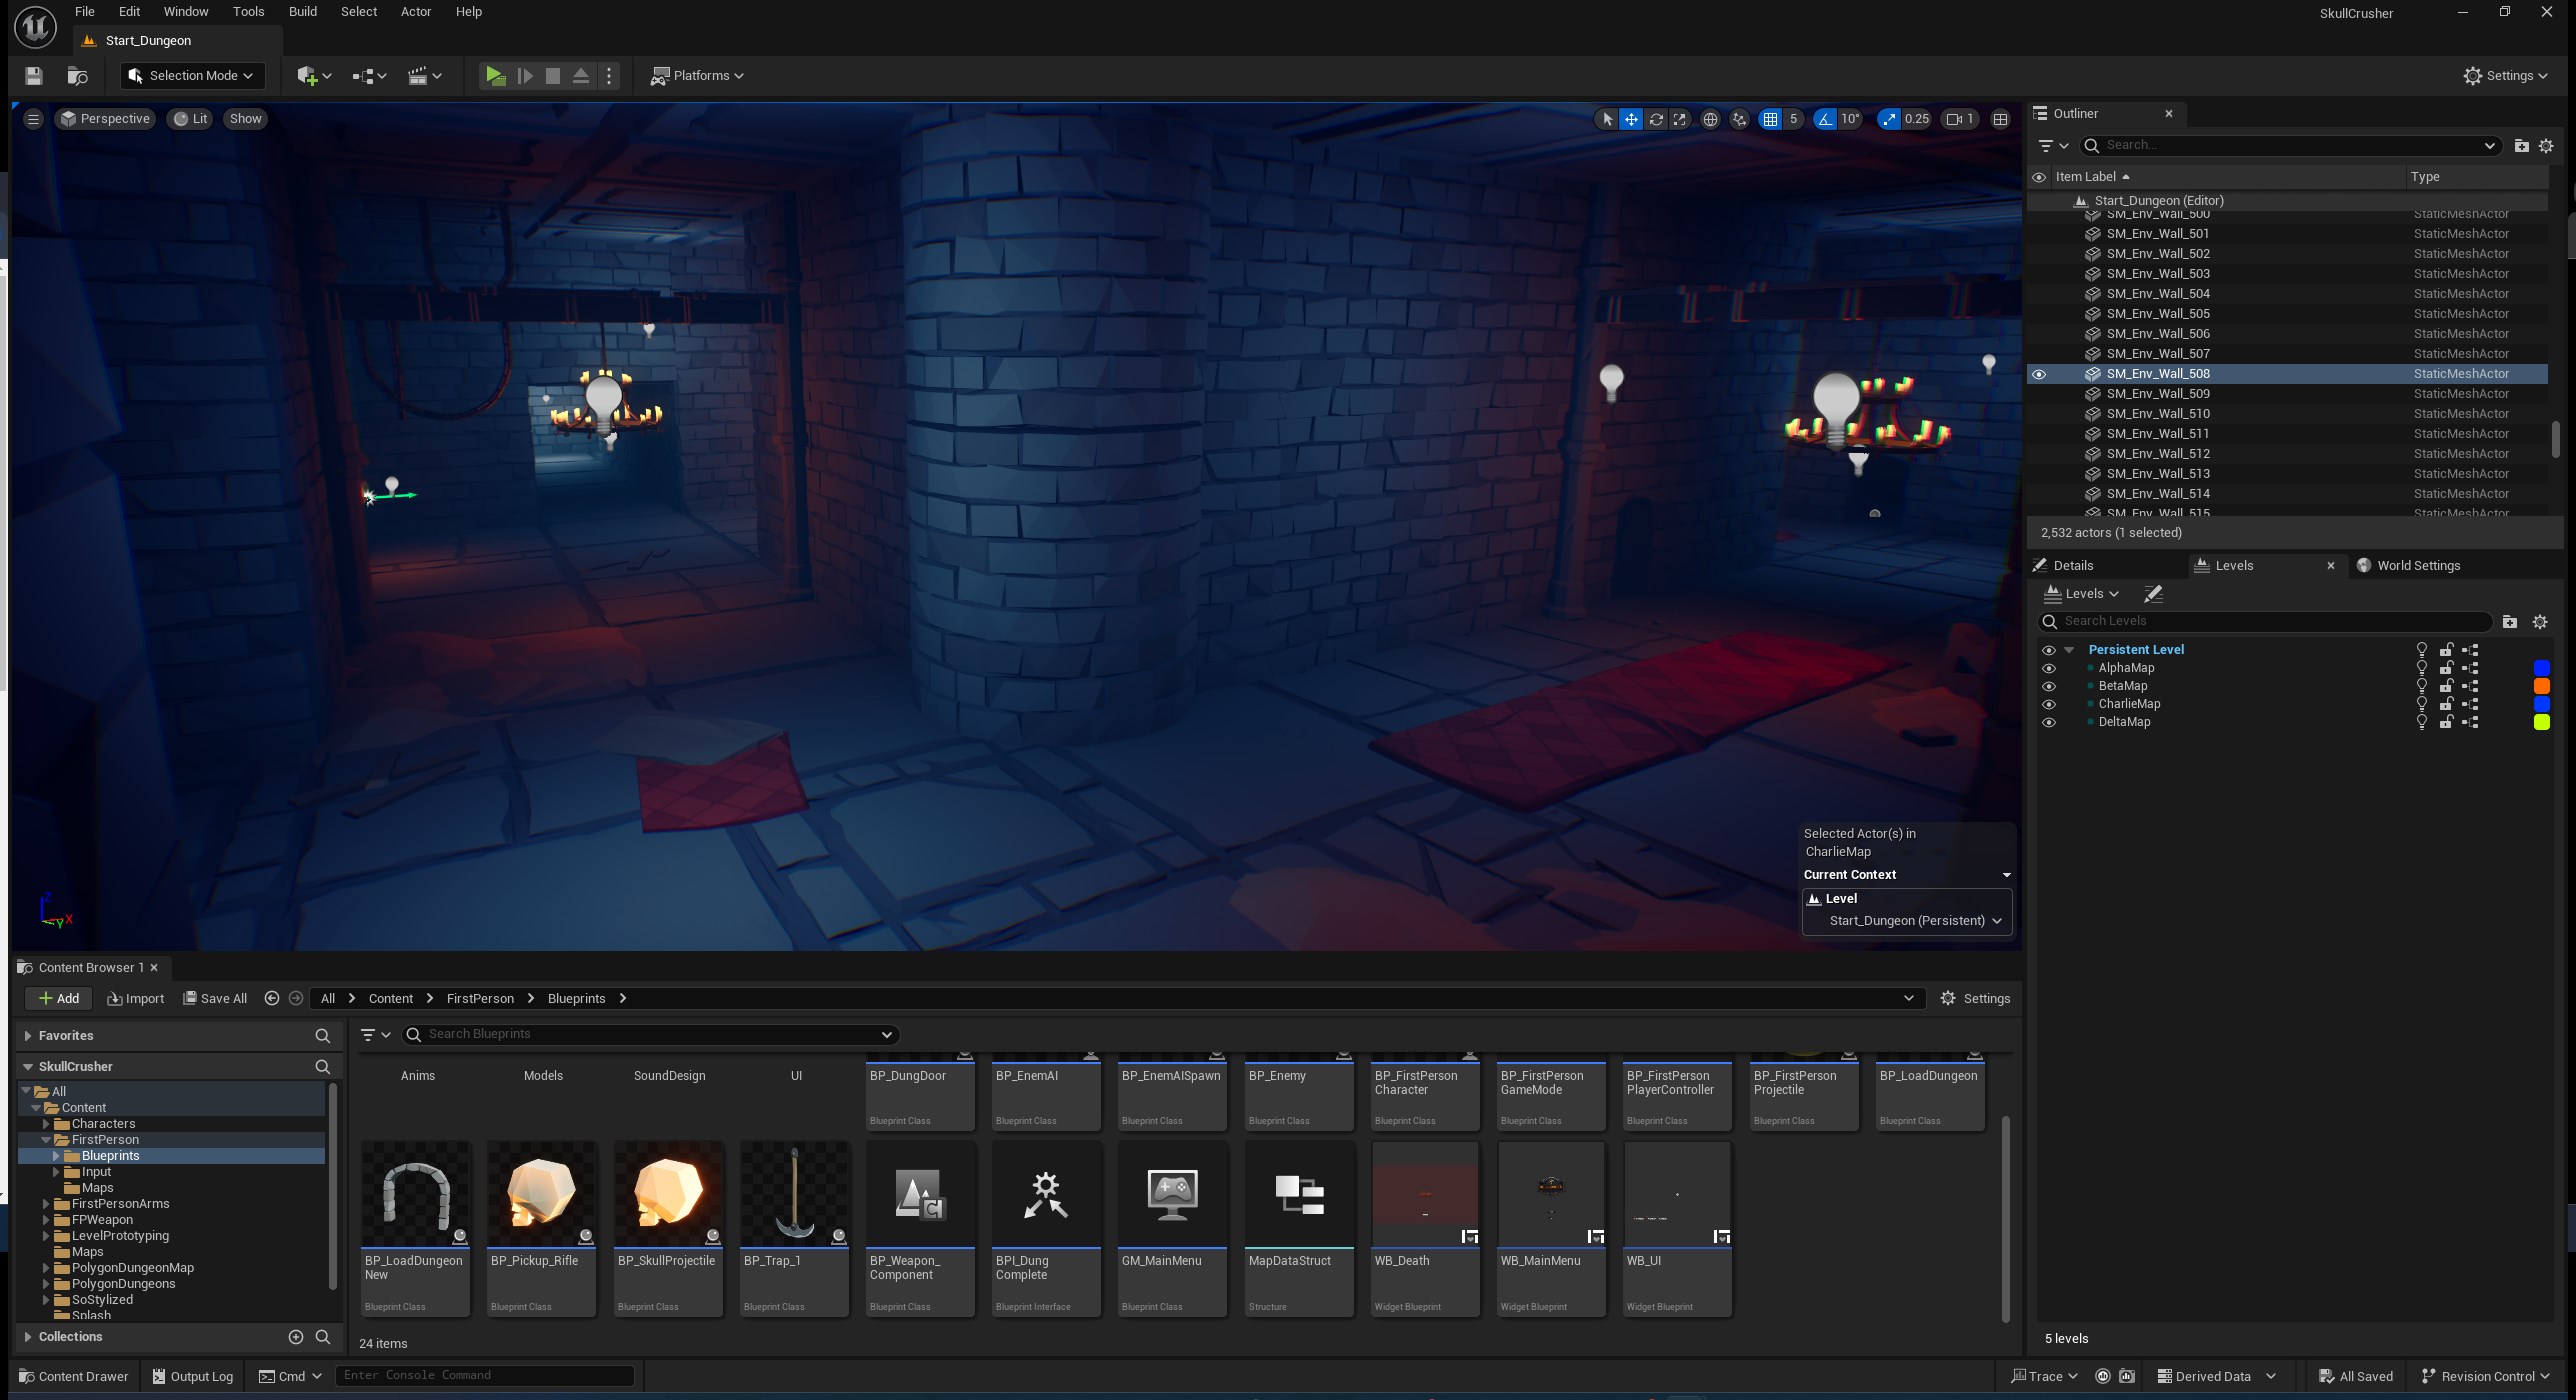 File Edit Window Tools Build Select Actor Help
SkullCrusher
Start_Dungeon
Selection Mode
Platforms
Settings
Perspective Lit Show
5 10° 0.25 1
Outliner
Search...
Item Label Type
Start_Dungeon (Editor)
SM_Env_Wall_500 StaticMeshActor
SM_Env_Wall_501 StaticMeshActor
SM_Env_Wall_502 StaticMeshActor
SM_Env_Wall_503 StaticMeshActor
SM_Env_Wall_504 StaticMeshActor
SM_Env_Wall_505 StaticMeshActor
SM_Env_Wall_506 StaticMeshActor
SM_Env_Wall_507 StaticMeshActor
SM_Env_Wall_508 StaticMeshActor
SM_Env_Wall_509 StaticMeshActor
SM_Env_Wall_510 StaticMeshActor
SM_Env_Wall_511 StaticMeshActor
SM_Env_Wall_512 StaticMeshActor
SM_Env_Wall_513 StaticMeshActor
SM_Env_Wall_514 StaticMeshActor
SM_Env_Wall_515 StaticMeshActor
2,532 actors (1 selected)
Details Levels World Settings
Levels
Search Levels
Persistent Level
AlphaMap
BetaMap
CharlieMap
DeltaMap
5 levels
Selected Actor(s) in
CharlieMap
Current Context
Level
Start_Dungeon (Persistent)
Z
Y X
Content Browser 1
Add Import Save All All Content FirstPerson Blueprints Settings
Favorites
Search Blueprints
SkullCrusher
All
Content
Characters
FirstPerson
Blueprints
Input
Maps
FirstPersonArms
FPWeapon
LevelPrototyping
Maps
PolygonDungeonMap
PolygonDungeons
SoStylized
Splash
Collections
Anims
Models
SoundDesign
UI
BP_DungDoor
Blueprint Class
BP_EnemAI
Blueprint Class
BP_EnemAISpawn
Blueprint Class
BP_Enemy
Blueprint Class
BP_FirstPerson
Character
Blueprint Class
BP_FirstPerson
GameMode
Blueprint Class
BP_FirstPerson
PlayerController
Blueprint Class
BP_FirstPerson
Projectile
Blueprint Class
BP_LoadDungeon
Blueprint Class
BP_LoadDungeon
New
Blueprint Class
BP_Pickup_Rifle
Blueprint Class
BP_SkullProjectile
Blueprint Class
BP_Trap_1
Blueprint Class
BP_Weapon_
Component
Blueprint Class
BPI_Dung
Complete
Blueprint Interface
GM_MainMenu
Blueprint Class
MapDataStruct
Structure
WB_Death
Widget Blueprint
WB_MainMenu
Widget Blueprint
WB_UI
Widget Blueprint
24 items
Content Drawer Output Log Cmd Enter Console Command Trace Derived Data All Saved Revision Control